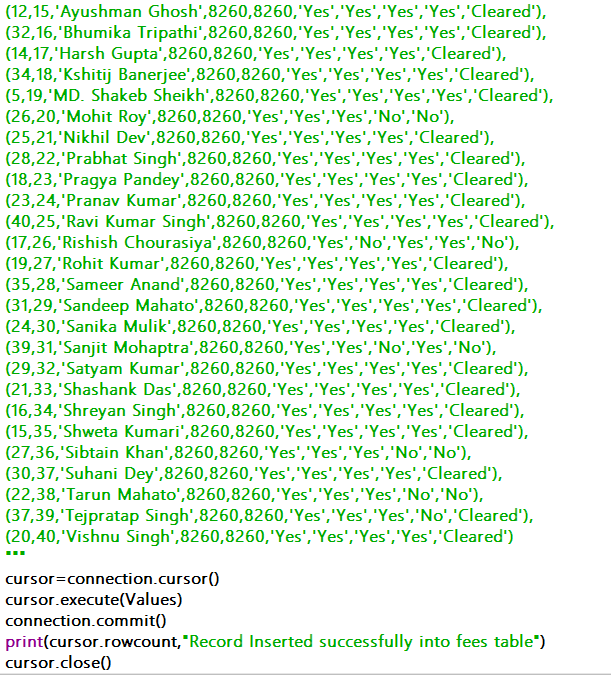 (12,15,'Ayushman Ghosh',8260,8260,'Yes','Yes','Yes','Yes','Cleared'),
(32,16,'Bhumika Tripathi',8260,8260,'Yes','Yes','Yes','Yes','Cleared'),
(14,17,'Harsh Gupta',8260,8260,'Yes','Yes','Yes','Yes','Cleared'),
(34,18,'Kshitij Banerjee',8260,8260,'Yes','Yes','Yes','Yes','Cleared'),
(5,19,'MD. Shakeb Sheikh',8260,8260,'Yes','Yes','Yes','Yes','Cleared'),
(26,20,'Mohit Roy',8260,8260,'Yes','Yes','Yes','No','No'),
(25,21,'Nikhil Dev',8260,8260,'Yes','Yes','Yes','Yes','Cleared'),
(28,22,'Prabhat Singh',8260,8260,'Yes','Yes','Yes','Yes','Cleared'),
(18,23,'Pragya Pandey',8260,8260,'Yes','Yes','Yes','Yes','Cleared'),
(23,24,'Pranav Kumar',8260,8260,'Yes','Yes','Yes','Yes','Cleared'),
(40,25,'Ravi Kumar Singh',8260,8260,'Yes','Yes','Yes','Yes','Cleared'),
(17,26,'Rishish Chourasiya',8260,8260,'Yes','No','Yes','Yes','No'),
(19,27,'Rohit Kumar',8260,8260,'Yes','Yes','Yes','Yes','Cleared'),
(35,28,'Sameer Anand',8260,8260,'Yes','Yes','Yes','Yes','Cleared'),
(31,29,'Sandeep Mahato',8260,8260,'Yes','Yes','Yes','Yes','Cleared'),
(24,30,'Sanika Mulik',8260,8260,'Yes','Yes','Yes','Yes','Cleared'),
(39,31,'Sanjit Mohaptra',8260,8260,'Yes','Yes','No','Yes','No'),
(29,32,'Satyam Kumar',8260,8260,'Yes','Yes','Yes','Yes','Cleared'),
(21,33,'Shashank Das',8260,8260,'Yes','Yes','Yes','Yes','Cleared'),
(16,34,'Shreyan Singh',8260,8260,'Yes','Yes','Yes','Yes','Cleared'),
(15,35,'Shweta Kumari',8260,8260,'Yes','Yes','Yes','Yes','Cleared'),
(27,36,'Sibtain Khan',8260,8260,'Yes','Yes','Yes','No','No'),
(30,37,'Suhani Dey',8260,8260,'Yes','Yes','Yes','Yes','Cleared'),
(22,38,'Tarun Mahato',8260,8260,'Yes','Yes','Yes','No','No'),
(37,39,'Tejpratap Singh',8260,8260,'Yes','Yes','Yes','No','Cleared'),
(20,40,'Vishnu Singh',8260,8260,'Yes','Yes','Yes','Yes','Cleared')
"""
cursor=connection.cursor()
cursor.execute(Values)
connection.commit()
print(cursor.rowcount,"Record Inserted successfully into fees table")
cursor.close()